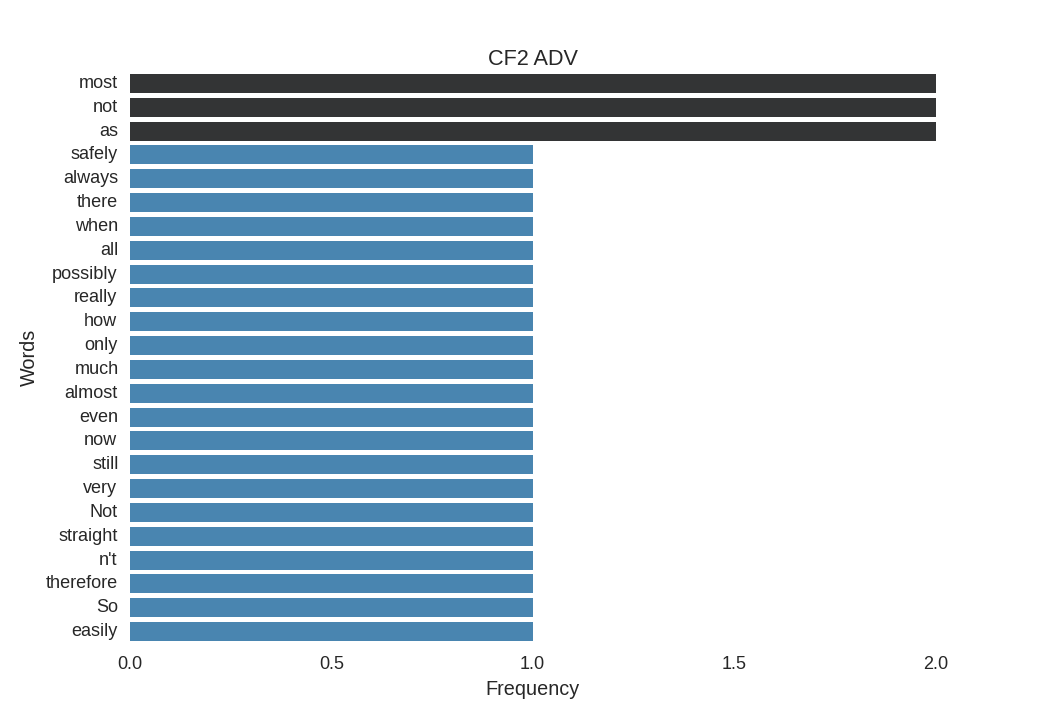 CF2 ADV
most
not
as
safely
always
there
when
all
possibly
really
how
only
much
almost
even
now
still
very
Not
straight
n't
therefore
So
easily
Words
0.0 0.5 1.0 1.5 2.0
Frequency